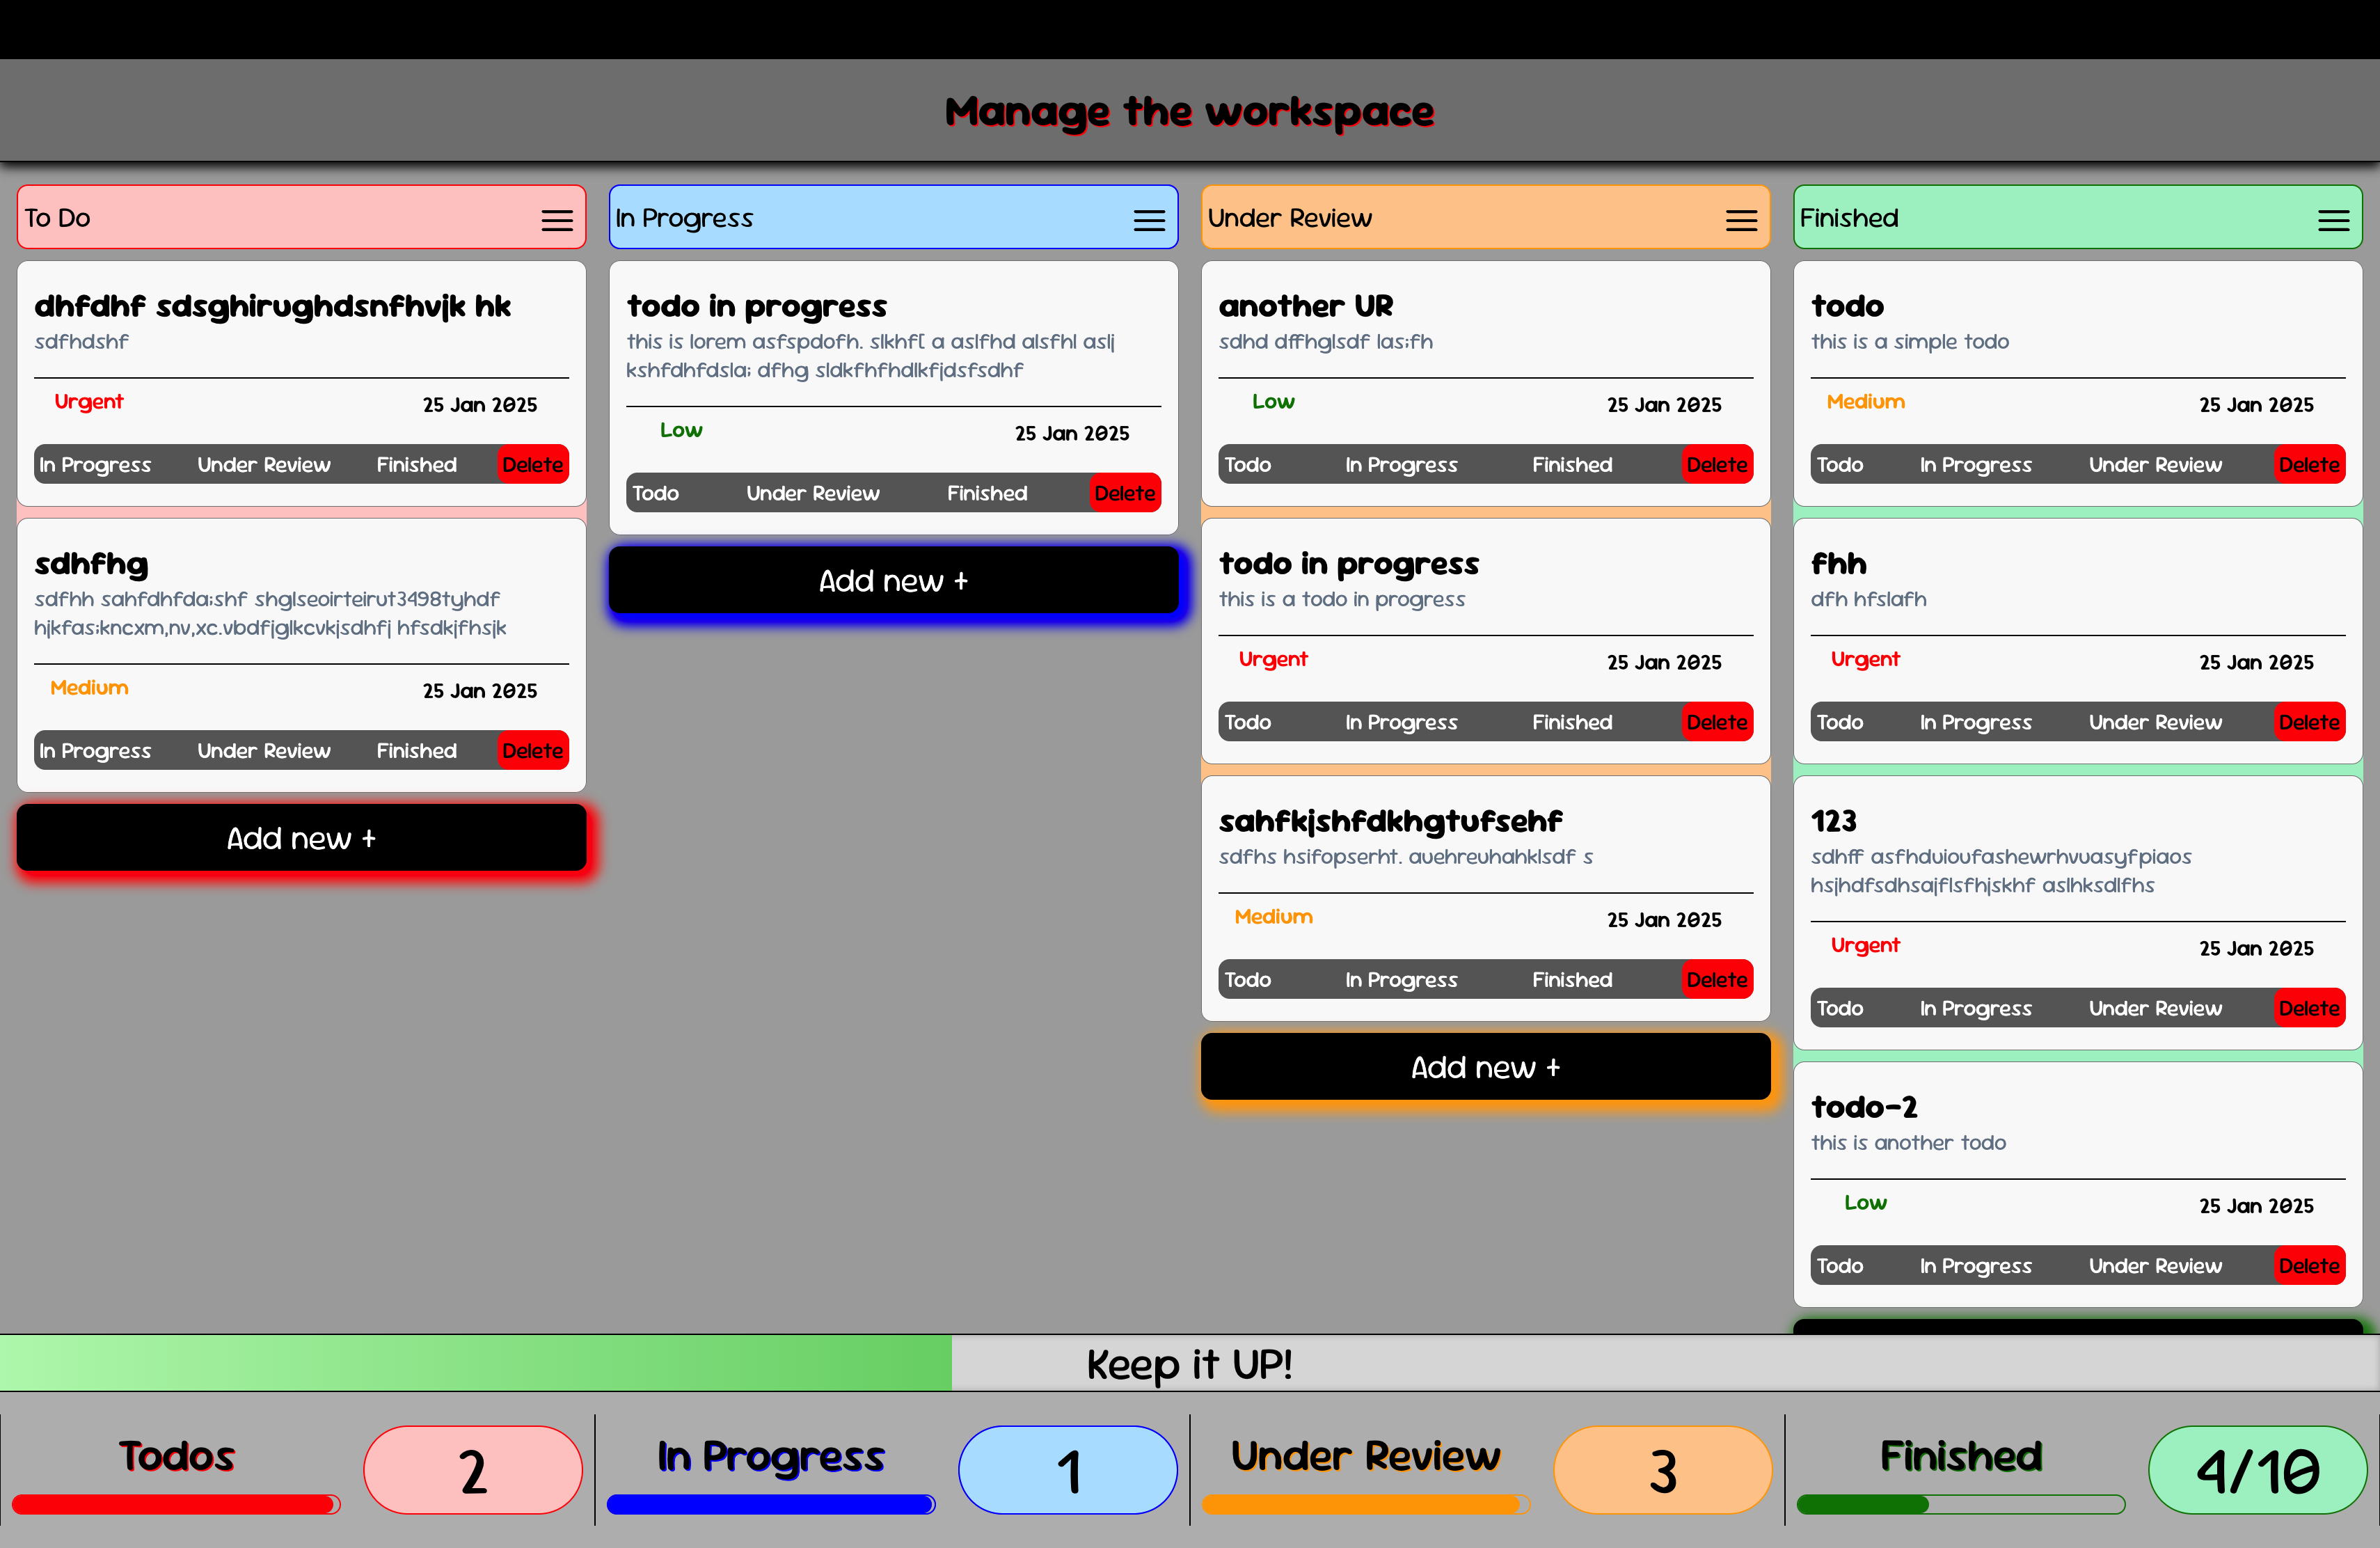 Manage the workspace
To Do
dhfdhf sdsghirughdsnfhvjk hk
sdfhdshf
Urgent
25 Jan 2025
In Progress
Under Review
Finished
Delete
sdhfhg
sdfhh sahfdhfda;shf shglseoirteirut3498tyhdf
hjkfas;kncxm,nv,xc.vbdfjglkcvkjsdhfj hfsdkjfhsjk
Medium
25 Jan 2025
In Progress
Under Review
Finished
Delete
Add new +
In Progress
todo in progress
this is lorem asfspdofh. slkhf[ a aslfhd alsfhl aslj
kshfdhfdsla; dfhg sldkfhfhdlkfjdsfsdhf
Low
25 Jan 2025
Todo
Under Review
Finished
Delete
Add new +
Under Review
another UR
sdhd dffhglsdf las;fh
Low
25 Jan 2025
Todo
In Progress
Finished
Delete
todo in progress
this is a todo in progress
Urgent
25 Jan 2025
Todo
In Progress
Finished
Delete
sahfkjshfdkhgtufsehf
sdfhs hsifopserht. auehreuhahklsdf s
Medium
25 Jan 2025
Todo
In Progress
Finished
Delete
Add new +
Finished
todo
this is a simple todo
Medium
25 Jan 2025
Todo
In Progress
Under Review
Delete
fhh
dfh hfslafh
Urgent
25 Jan 2025
Todo
In Progress
Under Review
Delete
123
sdhff asfhduioufashewrhvuasyfpiaos
hsjhdfsdhsajflsfhjskhf aslhksdlfhs
Urgent
25 Jan 2025
Todo
In Progress
Under Review
Delete
todo-2
this is another todo
Low
25 Jan 2025
Todo
In Progress
Under Review
Delete
Keep it UP!
Todos
2
In Progress
1
Under Review
3
Finished
4/10